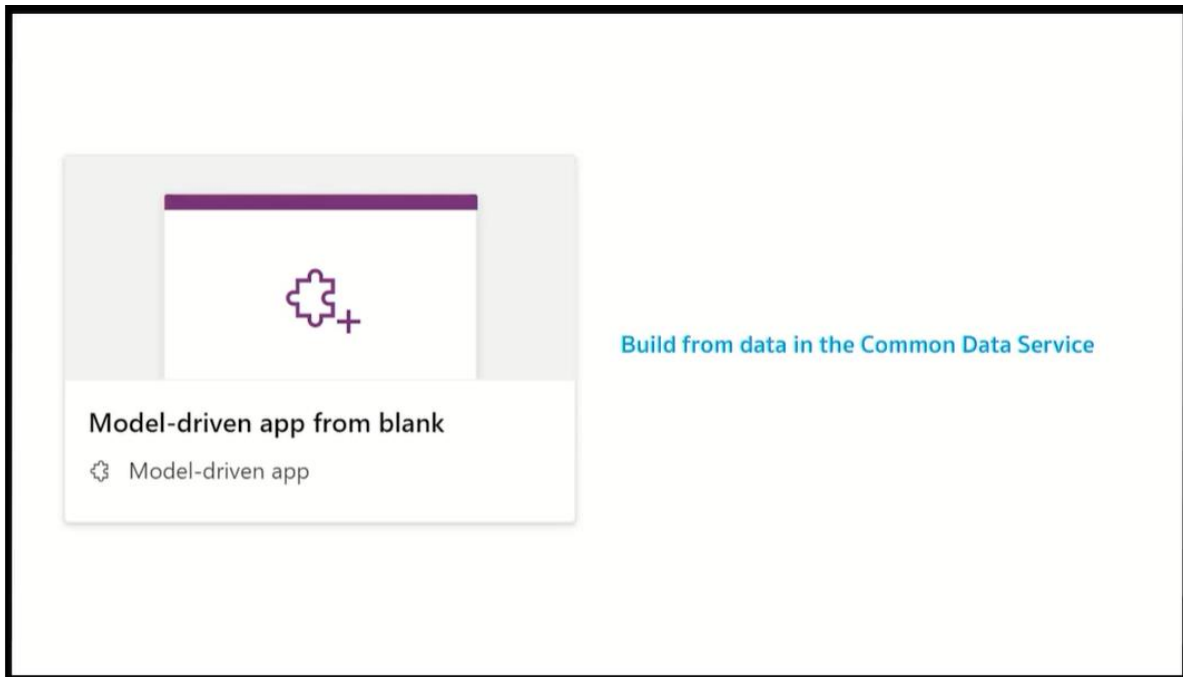 Model-driven app from blank
Model-driven app
Build from data in the Common Data Service